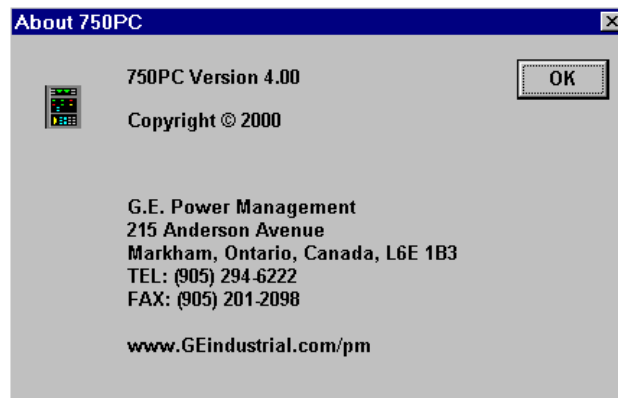 About 750PC
750PC Version 4.00
OK
Copyright © 2000
G.E. Power Management
215 Anderson Avenue
Markham, Ontario, Canada, L6E 1B3
TEL: (905) 294-6222
FAX: (905) 201-2098
www.GEindustrial.com/pm